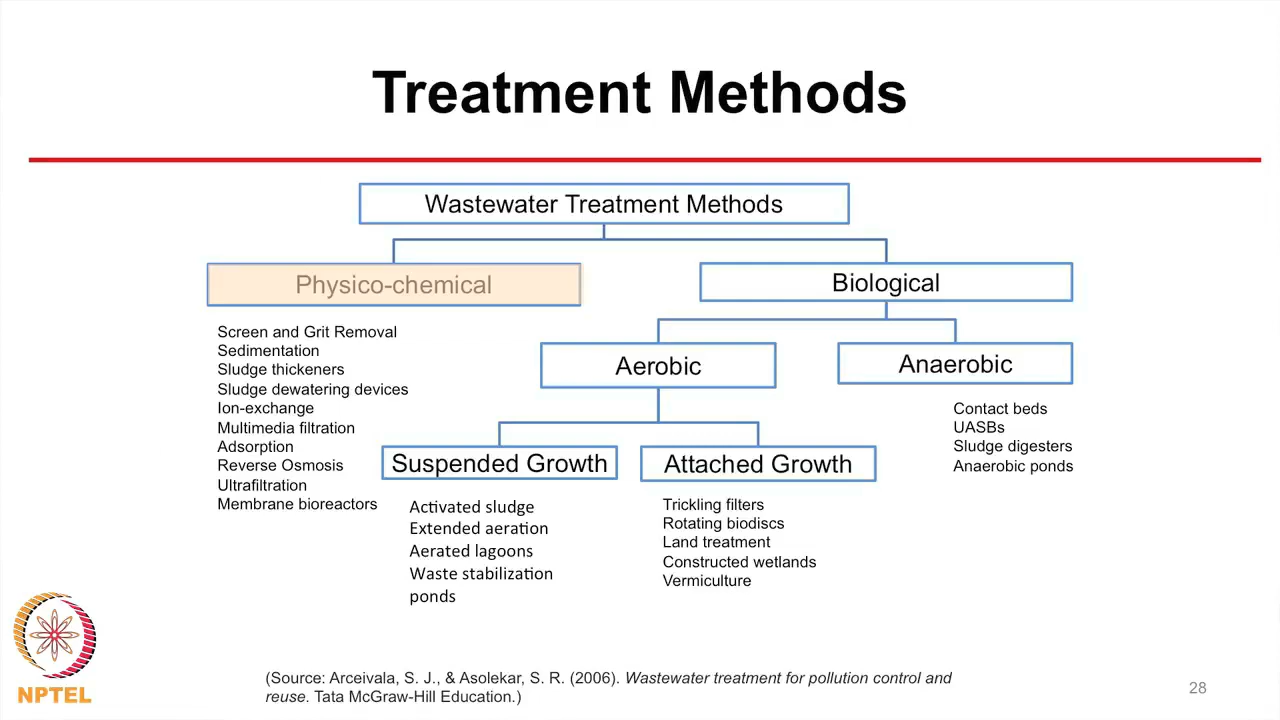 Treatment Methods
Wastewater Treatment Methods
Physico-chemical
Biological
Screen and Grit Removal
Sedimentation
Sludge thickeners
Sludge dewatering devices
Ion-exchange
Multimedia filtration
Adsorption
Reverse Osmosis
Ultrafiltration
Membrane bioreactors
Aerobic
Anaerobic
Suspended Growth
Attached Growth
Activated sludge
Extended aeration
Aerated lagoons
Waste stabilization
ponds
Trickling filters
Rotating biodiscs
Land treatment
Constructed wetlands
Vermiculture
Contact beds
UASBs
Sludge digesters
Anaerobic ponds
(Source: Arceivala, S. J., & Asolekar, S. R. (2006). Wastewater treatment for pollution control and
reuse. Tata McGraw-Hill Education.)
NPTEL
28